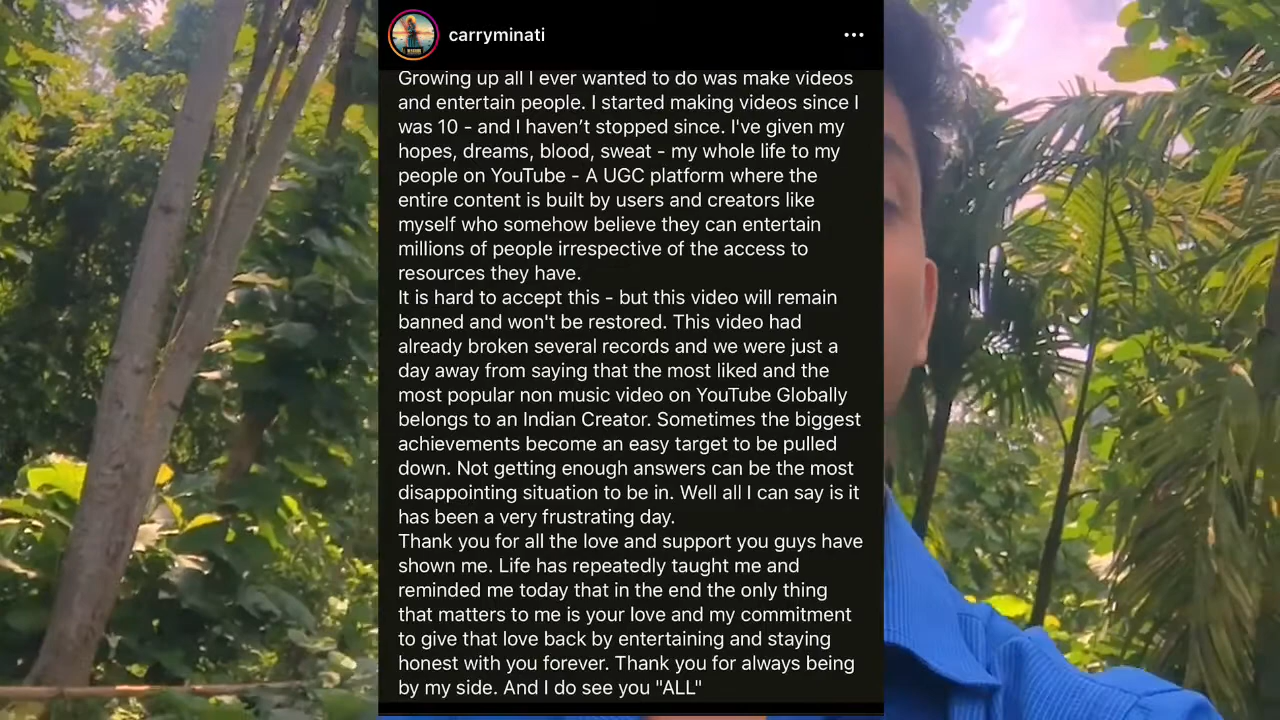 carryminati
Growing up all I ever wanted to do was make videos
and entertain people. I started making videos since I
was 10 - and I haven’t stopped since. I've given my
hopes, dreams, blood, sweat - my whole life to my
people on YouTube - A UGC platform where the
entire content is built by users and creators like
myself who somehow believe they can entertain
millions of people irrespective of the access to
resources they have.
It is hard to accept this - but this video will remain
banned and won't be restored. This video had
already broken several records and we were just a
day away from saying that the most liked and the
most popular non music video on YouTube Globally
belongs to an Indian Creator. Sometimes the biggest
achievements become an easy target to be pulled
down. Not getting enough answers can be the most
disappointing situation to be in. Well all I can say is it
has been a very frustrating day.
Thank you for all the love and support you guys have
shown me. Life has repeatedly taught me and
reminded me today that in the end the only thing
that matters to me is your love and my commitment
to give that love back by entertaining and staying
honest with you forever. Thank you for always being
by my side. And I do see you "ALL"